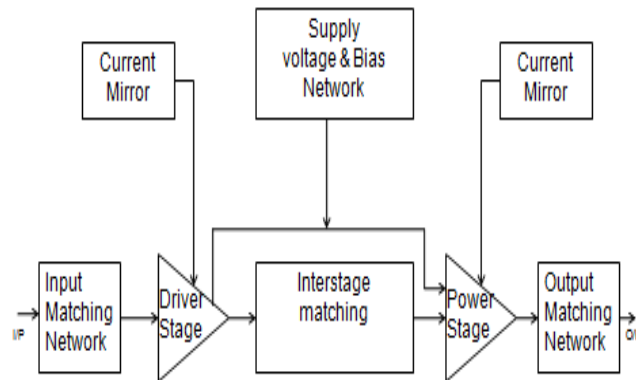 Current
Mirror
Supply
voltage & Bias
Network
Current
Mirror
I/P
Input
Matching
Network
Driver
Stage
Interstage
matching
Power
Stage
Output
Matching
Network